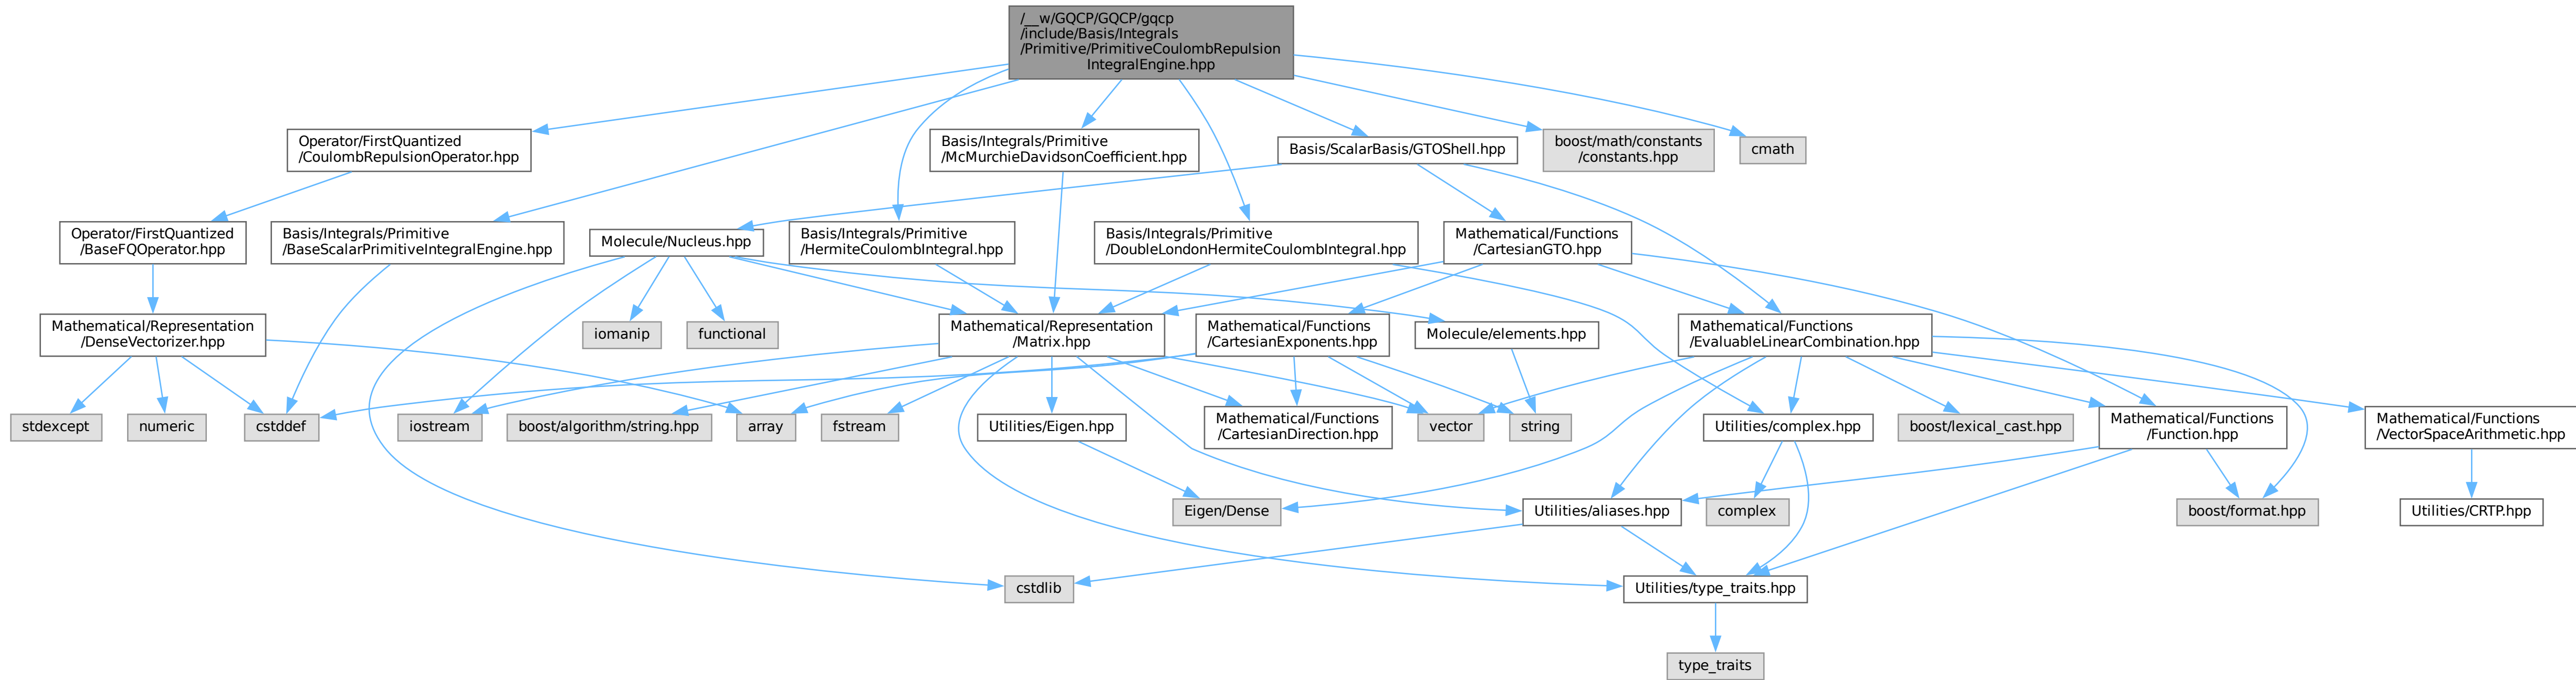 /__w/GQCP/GQCP/gqcp
/include/Basis/Integrals
/Primitive/PrimitiveCoulombRepulsion
IntegralEngine.hpp
Operator/FirstQuantized
/CoulombRepulsionOperator.hpp
Basis/Integrals/Primitive
/McMurchieDavidsonCoefficient.hpp
Basis/ScalarBasis/GTOShell.hpp
boost/math/constants
/constants.hpp
cmath
Operator/FirstQuantized
/BaseFQOperator.hpp
Basis/Integrals/Primitive
/BaseScalarPrimitiveIntegralEngine.hpp
Molecule/Nucleus.hpp
Basis/Integrals/Primitive
/HermiteCoulombIntegral.hpp
Basis/Integrals/Primitive
/DoubleLondonHermiteCoulombIntegral.hpp
Mathematical/Functions
/CartesianGTO.hpp
Mathematical/Representation
/DenseVectorizer.hpp
iomanip
functional
Mathematical/Representation
/Matrix.hpp
Mathematical/Functions
/CartesianExponents.hpp
Molecule/elements.hpp
Mathematical/Functions
/EvaluableLinearCombination.hpp
stdexcept
numeric
cstddef
iostream
boost/algorithm/string.hpp
array
fstream
Utilities/Eigen.hpp
Mathematical/Functions
/CartesianDirection.hpp
vector
string
Utilities/complex.hpp
boost/lexical_cast.hpp
Mathematical/Functions
/Function.hpp
Mathematical/Functions
/VectorSpaceArithmetic.hpp
Eigen/Dense
Utilities/aliases.hpp
complex
boost/format.hpp
Utilities/CRTP.hpp
cstdlib
Utilities/type_traits.hpp
type_traits